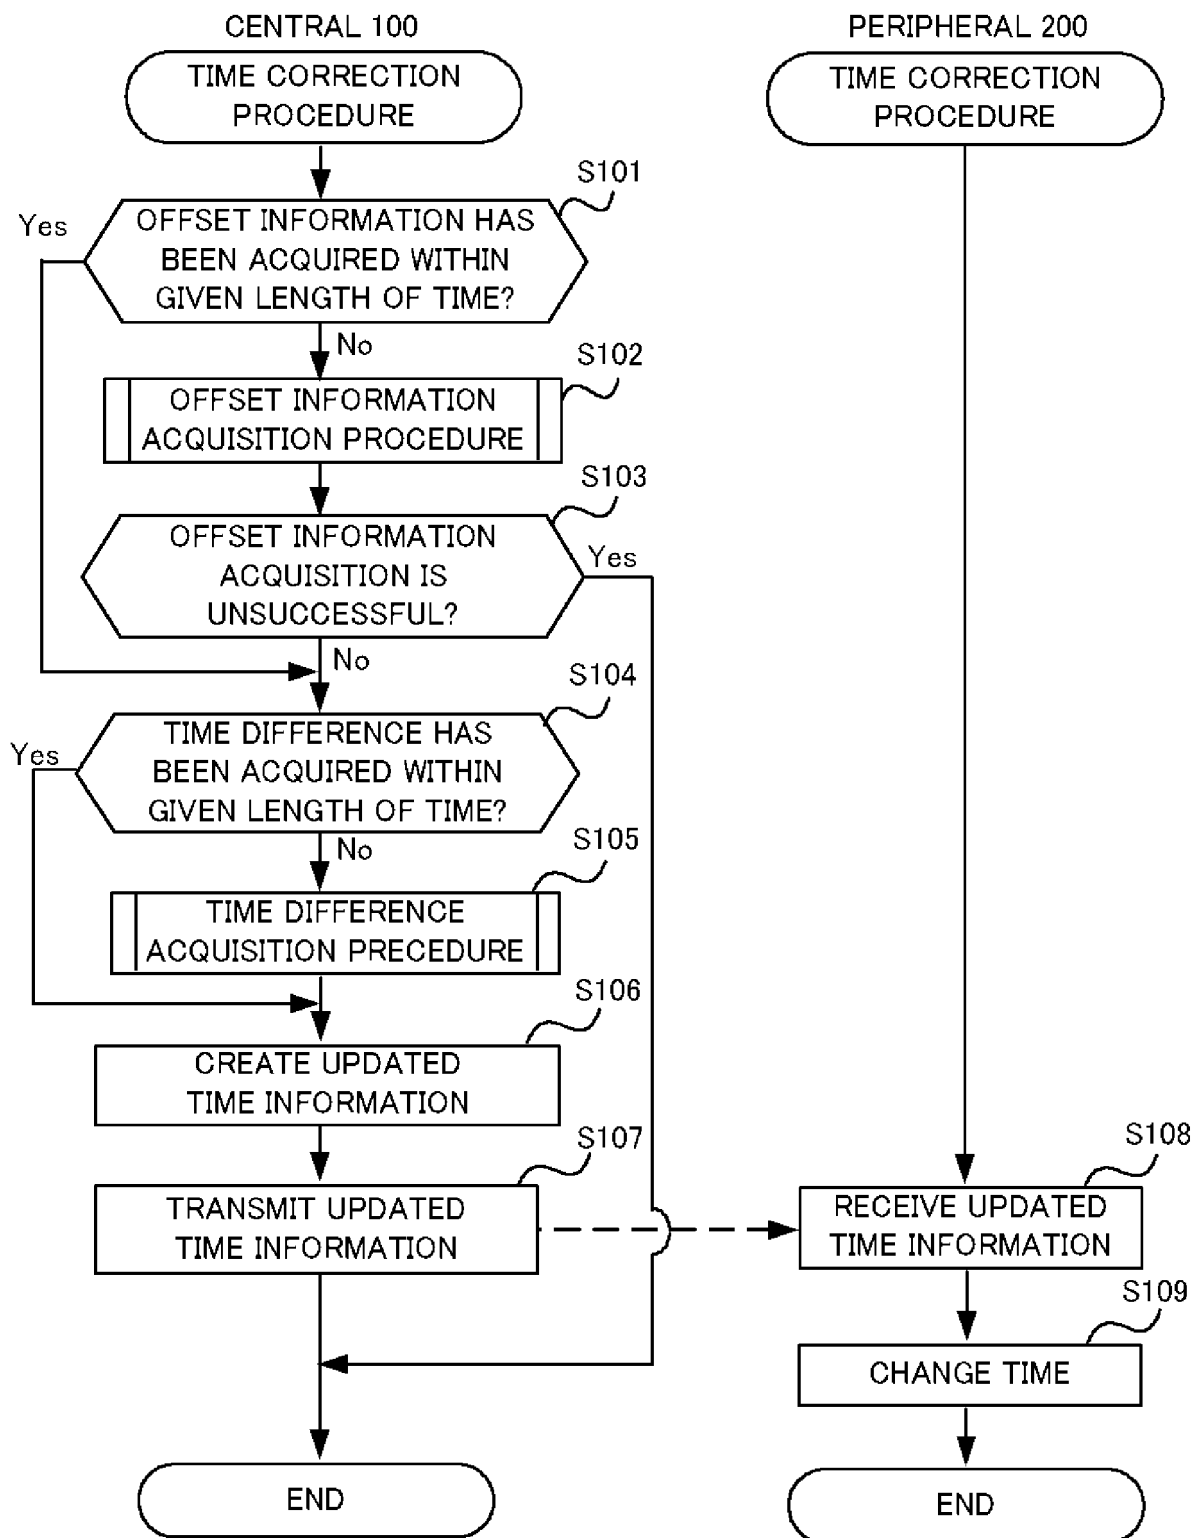 CENTRAL 100
TIME CORRECTION
PROCEDURE
S101
Yes
OFFSET INFORMATION HAS
BEEN ACQUIRED WITHIN
GIVEN LENGTH OF TIME?
No
S102
OFFSET INFORMATION
ACQUISITION PROCEDURE
S103
OFFSET INFORMATION
ACQUISITION IS
UNSUCCESSFUL?
Yes
No
S104
Yes
TIME DIFFERENCE HAS
BEEN ACQUIRED WITHIN
GIVEN LENGTH OF TIME?
No
S105
TIME DIFFERENCE
ACQUISITION PRECEDURE
S106
CREATE UPDATED
TIME INFORMATION
S107
TRANSMIT UPDATED
TIME INFORMATION
END
PERIPHERAL 200
TIME CORRECTION
PROCEDURE
S108
RECEIVE UPDATED
TIME INFORMATION
S109
CHANGE TIME
END